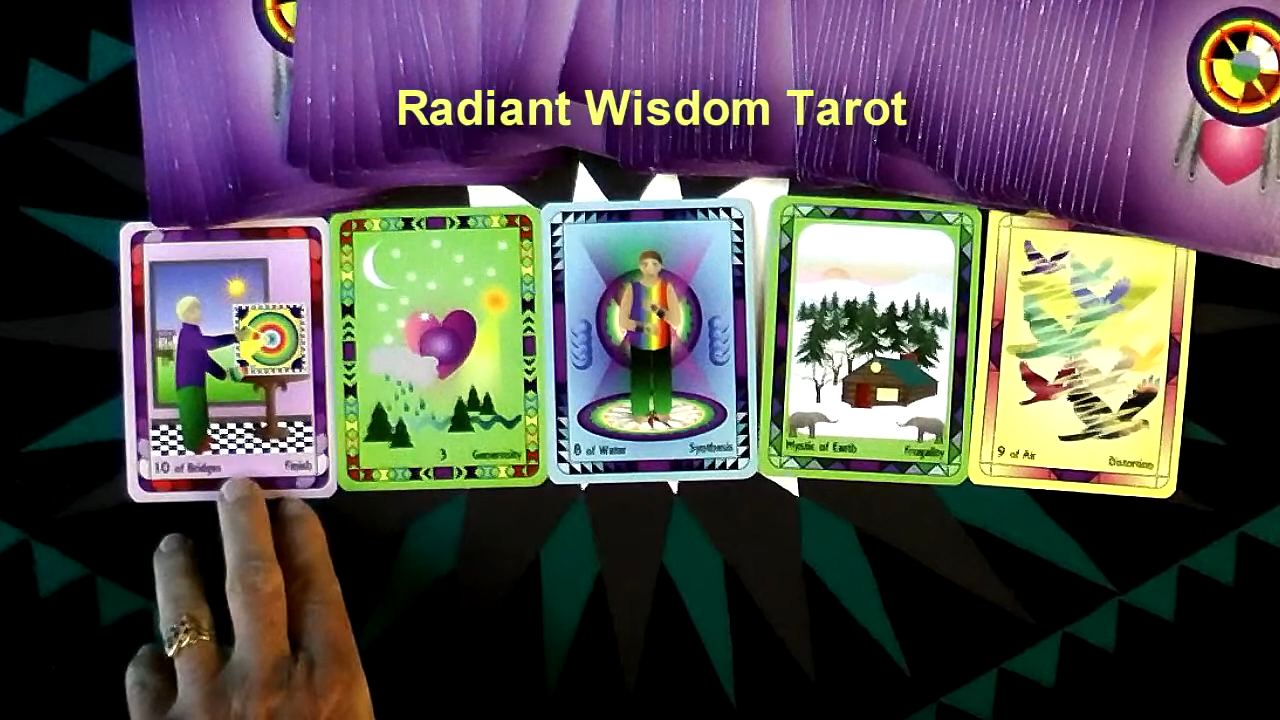 Radiant Wisdom Tarot
10 of Bridges Finish
3 Generosity
8 of Water Synthesis
Mystic of Earth Frugality
9 of Air